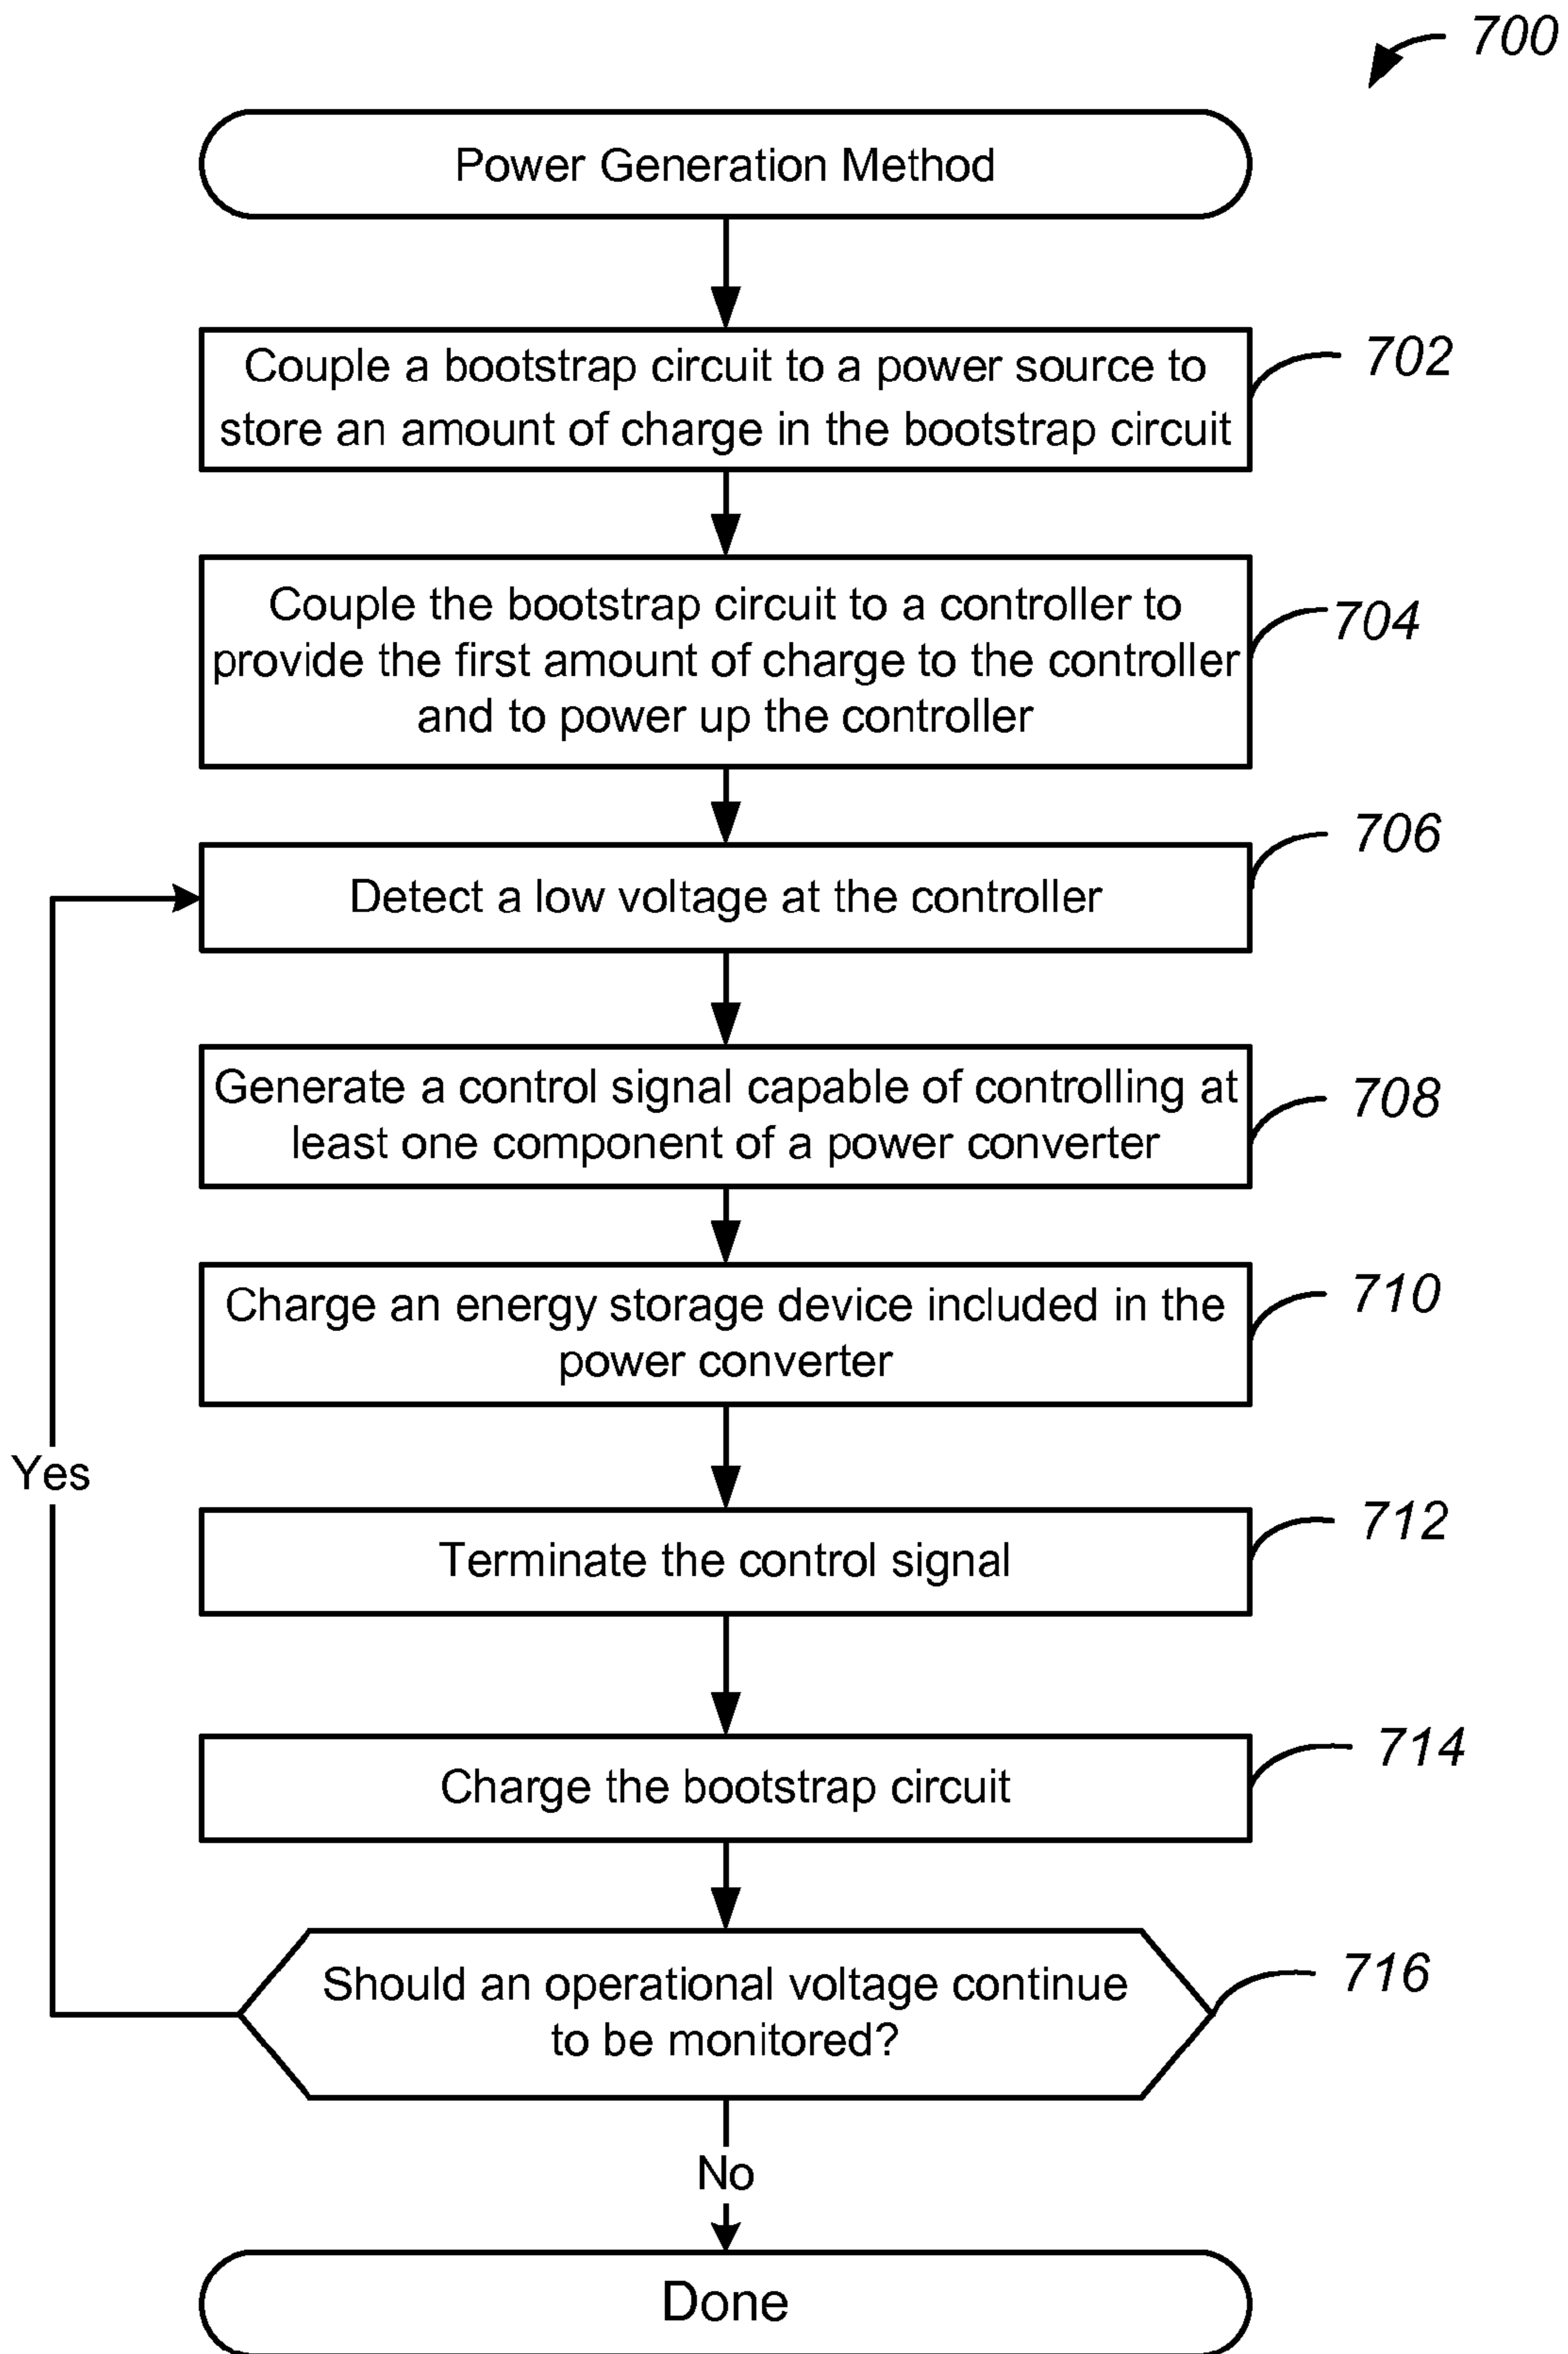 700
Power Generation Method
Couple a bootstrap circuit to a power source to
store an amount of charge in the bootstrap circuit
702
Couple the bootstrap circuit to a controller to
provide the first amount of charge to the controller
and to power up the controller
704
Detect a low voltage at the controller
706
Generate a control signal capable of controlling at
least one component of a power converter
708
Charge an energy storage device included in the
power converter
710
Yes
Terminate the control signal
712
Charge the bootstrap circuit
714
Should an operational voltage continue
to be monitored?
716
No
Done